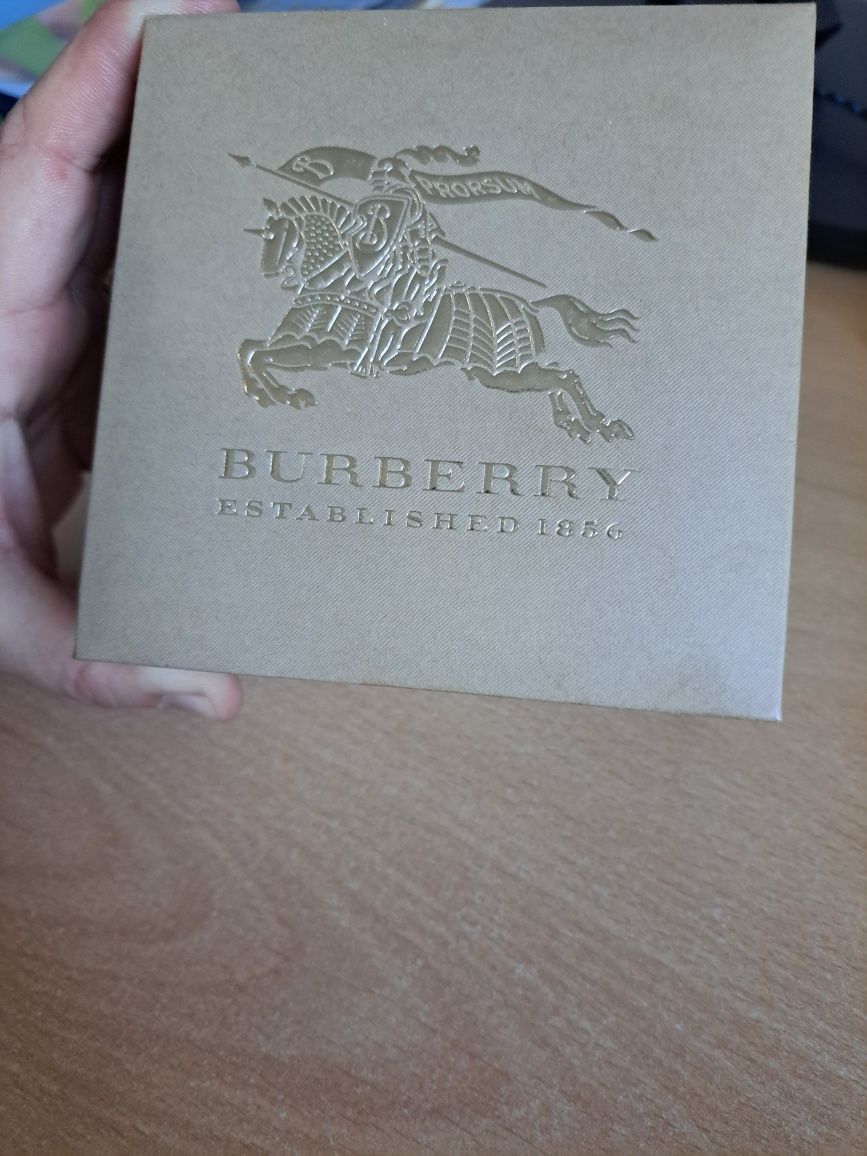 B
PRORSUM
B
BURBERRY
ESTABLISHED 1856